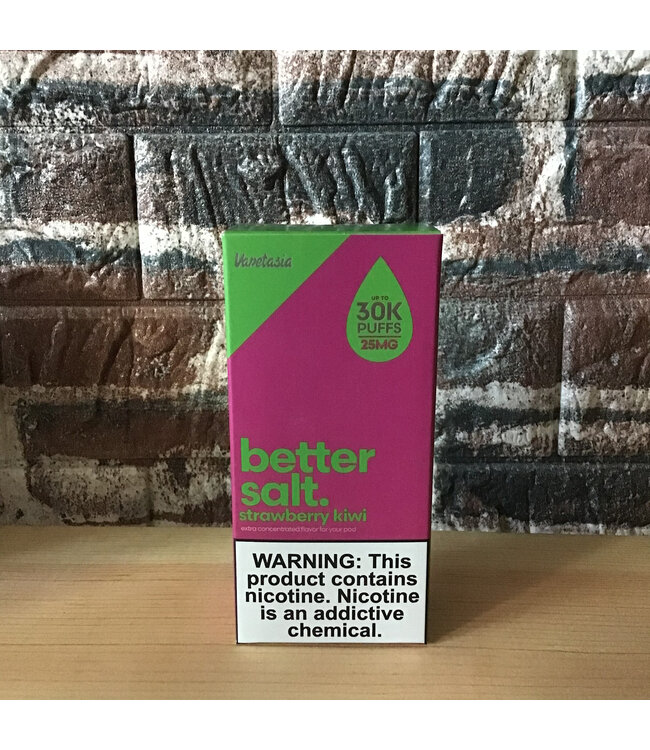 Vapetasia
UP TO
30K
PUFFS
25MG
better
salt.
strawberry kiwi
extra concentrated flavor for your pod
WARNING: This
product contains
nicotine. Nicotine
is an addictive
chemical.